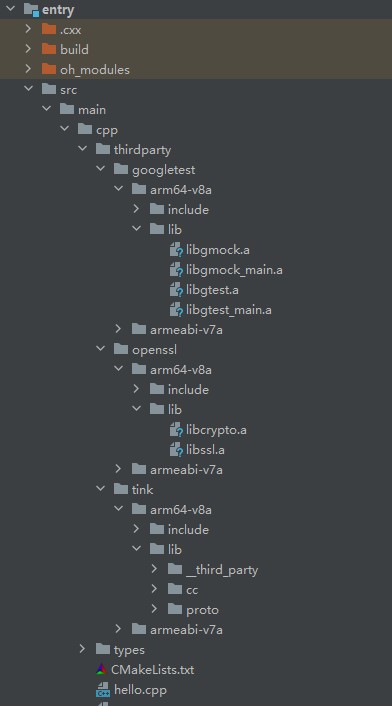 entry
.cxx
build
oh_modules
src
main
cpp
thirdparty
googletest
arm64-v8a
include
lib
libgmock.a
libgmock_main.a
libgtest.a
libgtest_main.a
armeabi-v7a
openssl
arm64-v8a
include
lib
libcrypto.a
libssl.a
armeabi-v7a
tink
arm64-v8a
include
lib
__third_party
cc
proto
armeabi-v7a
types
CMakeLists.txt
hello.cpp